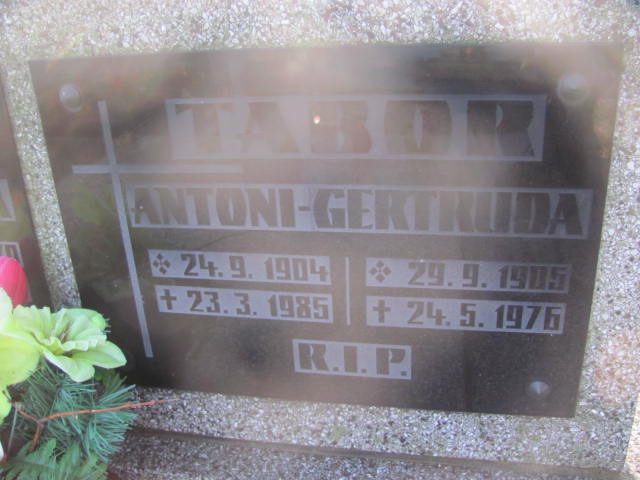 TABOR
ANTONI-GERTRUDA
24.9.1904 29.9.1905
✝ 23.3.1985 ✝ 24.5.1976
R.I.P.